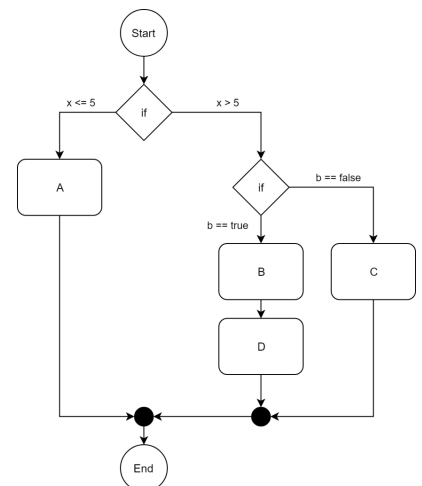 Start
x <= 5
x > 5
if
A
if
b == false
b == true
B
C
D
End